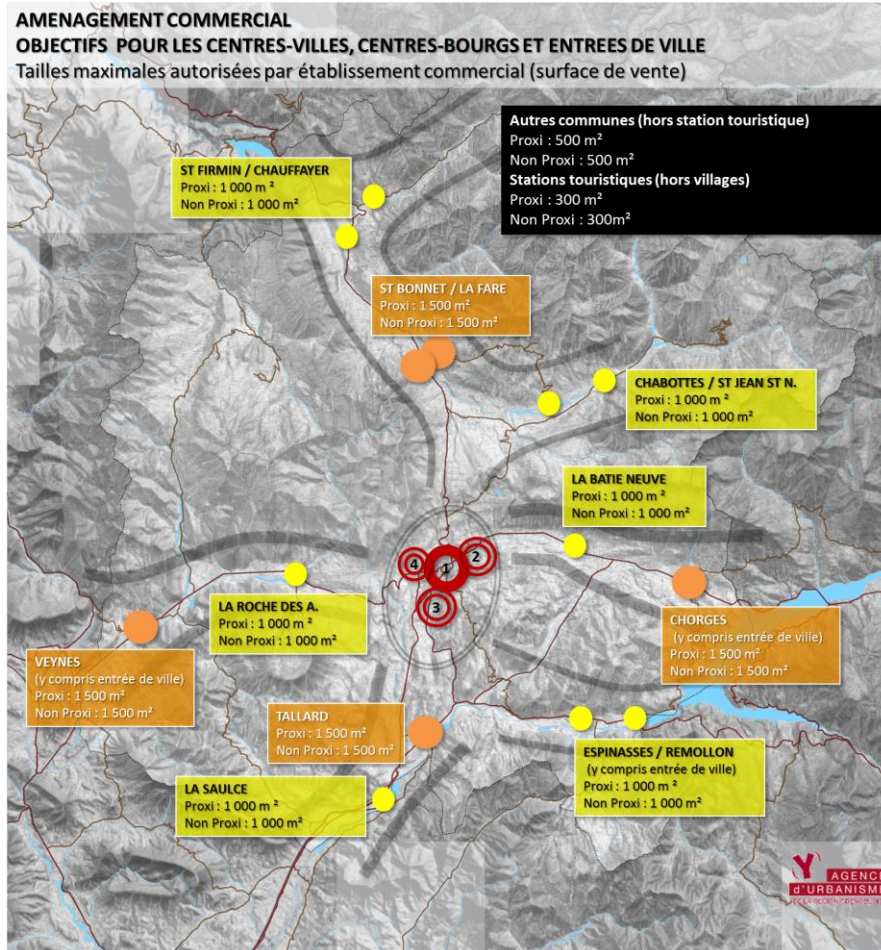 AMENAGEMENT COMMERCIAL
OBJECTIFS POUR LES CENTRES-VILLES, CENTRES-BOURGS ET ENTREES DE VILLE
Tailles maximales autorisées par établissement commercial (surface de vente)
Autres communes (hors station touristique)
Proxi : 500 m²
Non Proxi : 500 m²
Stations touristiques (hors villages)
Proxi : 300 m²
Non Proxi : 300m²
ST FIRMIN / CHAUFFAYER
Proxi : 1 000 m ²
Non Proxi : 1 000 m²
ST BONNET / LA FARE
Proxi : 1 500 m²
Non Proxi : 1 500 m²
CHABOTTES / ST JEAN ST N.
Proxi : 1 000 m ²
Non Proxi : 1 000 m²
LA BATIE NEUVE
Proxi : 1 000 m ²
Non Proxi : 1 000 m²
4
1
2
3
LA ROCHE DES A.
Proxi : 1 000 m ²
Non Proxi : 1 000 m²
CHORGES
(y compris entrée de ville)
Proxi : 1 500 m²
Non Proxi : 1 500 m²
VEYNES
(y compris entrée de ville)
Proxi : 1 500 m²
Non Proxi : 1 500 m²
TALLARD
Proxi : 1 500 m²
Non Proxi : 1 500 m²
ESPINASSES / REMOLLON
(y compris entrée de ville)
Proxi : 1 000 m ²
Non Proxi : 1 000 m²
LA SAULCE
Proxi : 1 000 m ²
Non Proxi : 1 000 m²
AGENCE
d'URBANISME